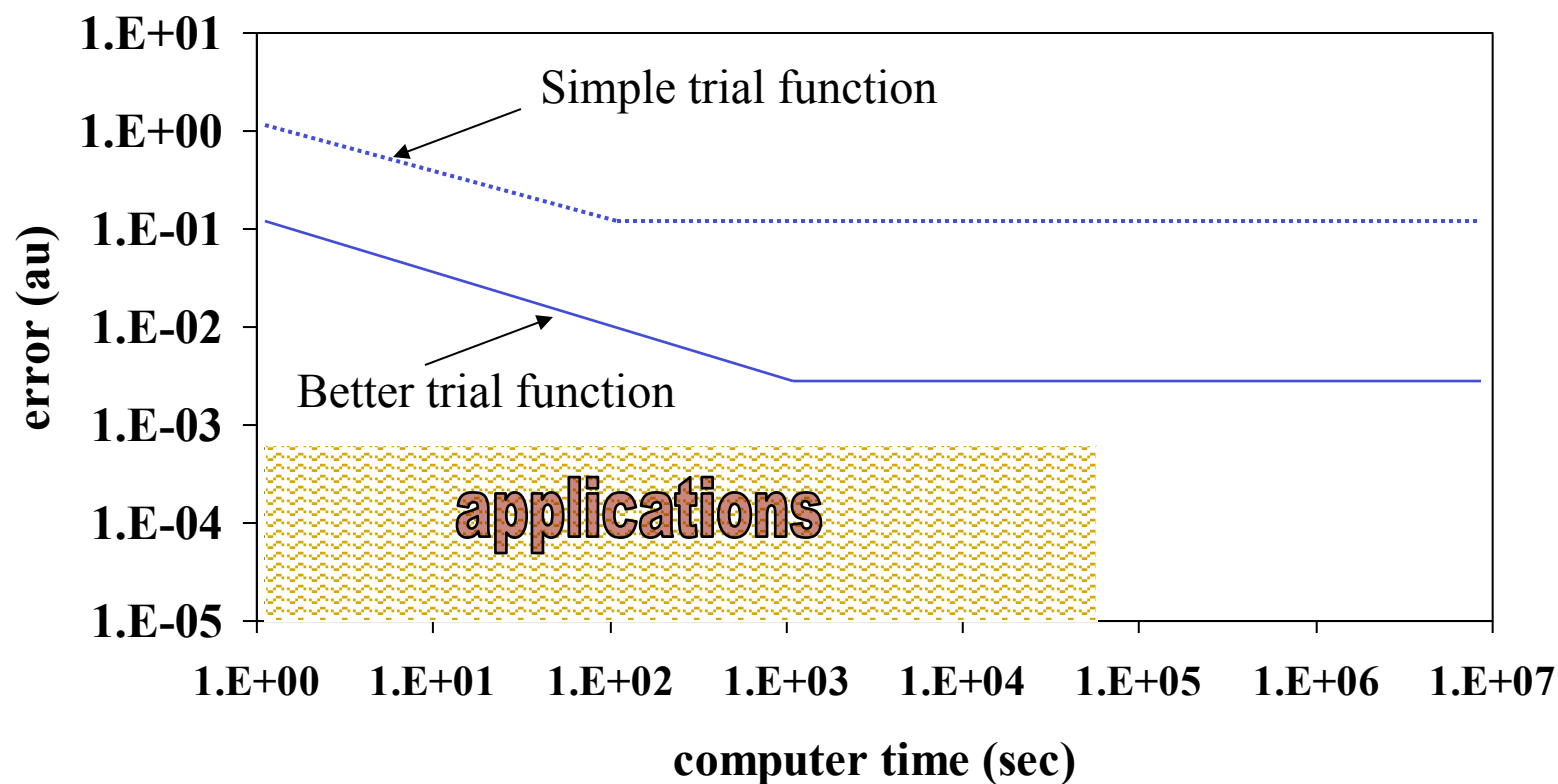 1.E+01
Simple trial function
1.E+00
1.E-01
error (au)
1.E-02
Better trial function
1.E-03
applications
1.E-04
1.E-05
1.E+00 1.E+01 1.E+02 1.E+03 1.E+04 1.E+05 1.E+06 1.E+07
computer time (sec)